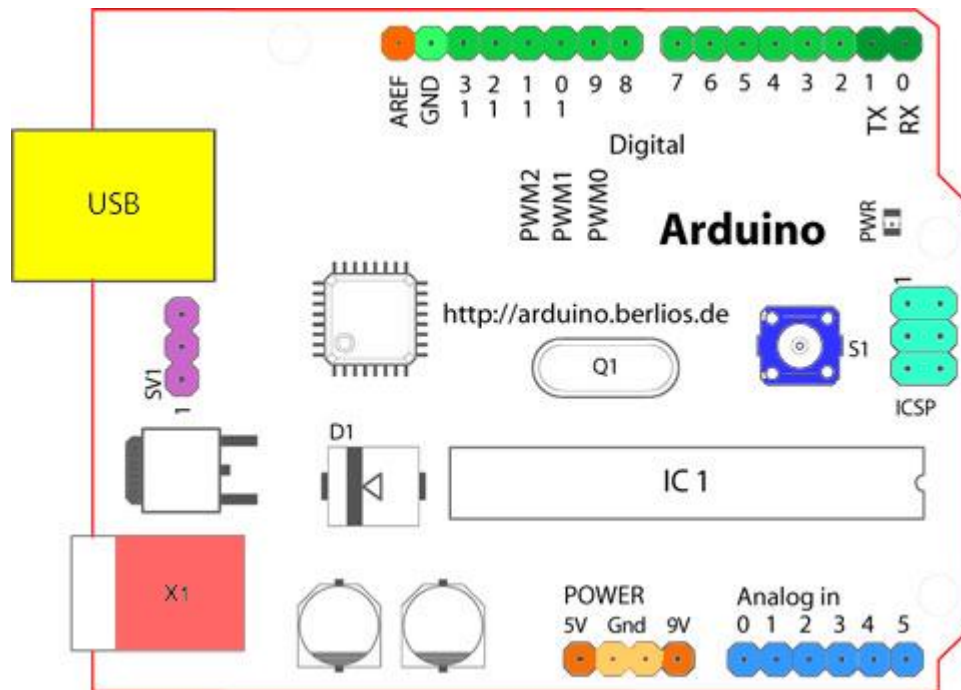 AREF GND 13 12 11 10 9 8 7 6 5 4 3 2 1 0
TX RX
Digital
USB
PWM2 PWM1 PWM0
Arduino
PWR
1
http://arduino.berlios.de
S1
Q1
SV1
1
ICSP
D1
IC 1
X1
POWER
5V Gnd 9V
Analog in
0 1 2 3 4 5